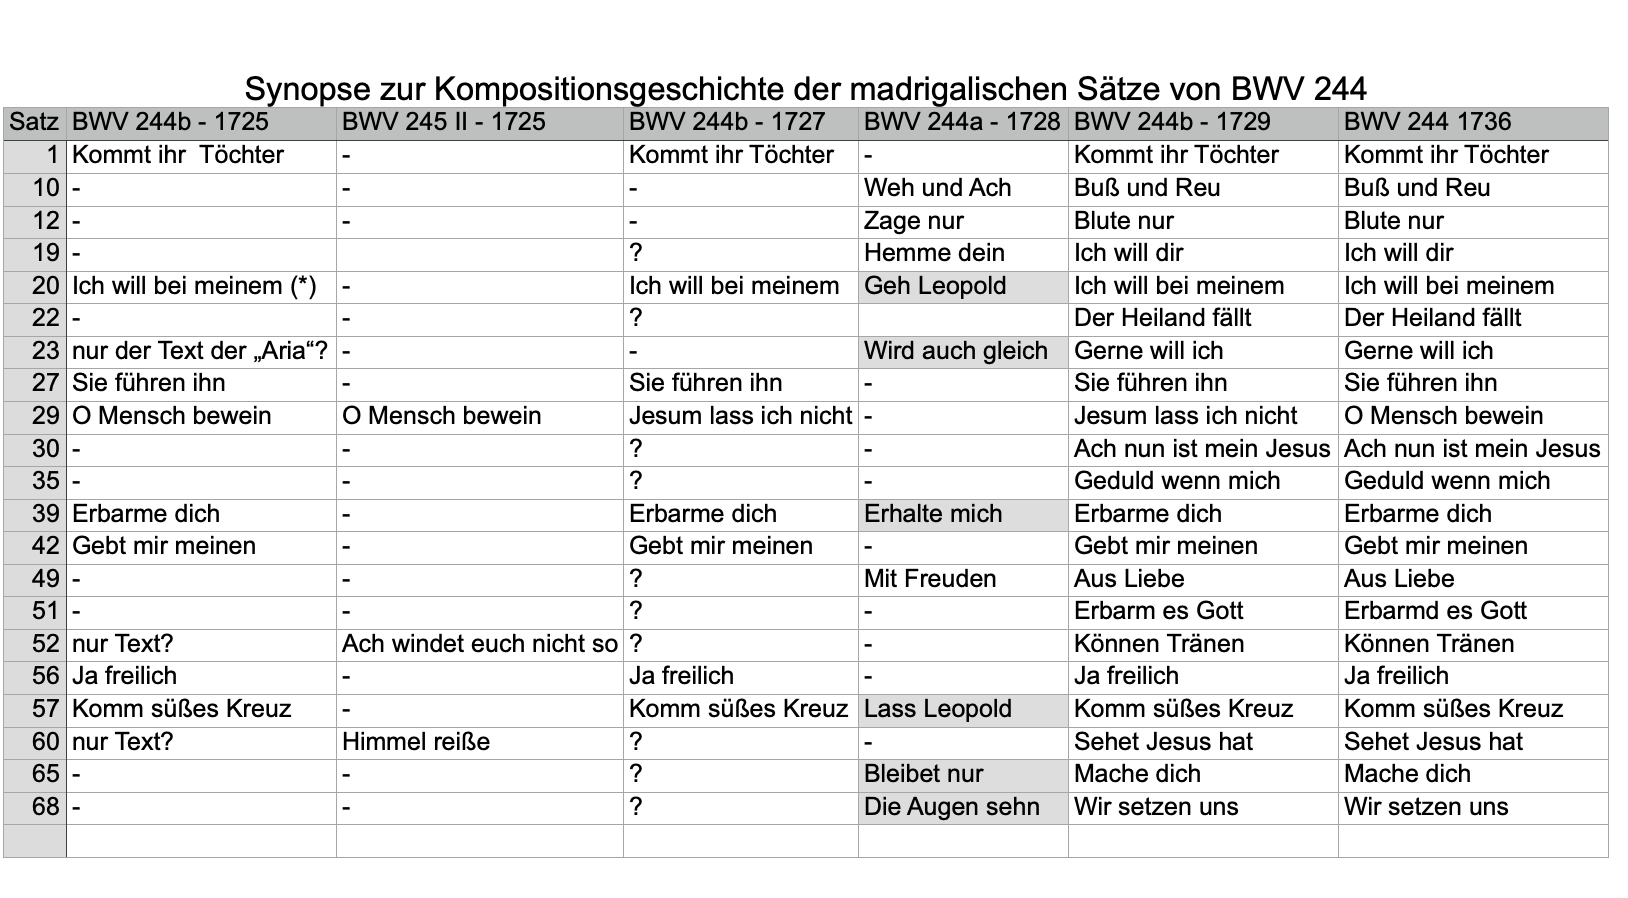 Synopse zur Kompositionsgeschichte der madrigalischen Sätze von BWV 244
Satz BWV 244b - 1725 BWV 245 II - 1725 BWV 244b - 1727 BWV 244a - 1728 BWV 244b - 1729 BWV 244 1736
1 Kommt ihr Töchter - Kommt ihr Töchter - Kommt ihr Töchter Kommt ihr Töchter
10 - - - Weh und Ach Buß und Reu Buß und Reu
12 - - - Zage nur Blute nur Blute nur
19 - ? Hemme dein Ich will dir Ich will dir
20 Ich will bei meinem (*) - Ich will bei meinem Geh Leopold Ich will bei meinem Ich will bei meinem
22 - - ? Der Heiland fällt Der Heiland fällt
23 nur der Text der „Aria“? - - Wird auch gleich Gerne will ich Gerne will ich
27 Sie führen ihn - Sie führen ihn - Sie führen ihn Sie führen ihn
29 O Mensch bewein O Mensch bewein Jesum lass ich nicht - Jesum lass ich nicht O Mensch bewein
30 - - ? - Ach nun ist mein Jesus Ach nun ist mein Jesus
35 - - ? - Geduld wenn mich Geduld wenn mich
39 Erbarme dich - Erbarme dich Erhalte mich Erbarme dich Erbarme dich
42 Gebt mir meinen - Gebt mir meinen - Gebt mir meinen Gebt mir meinen
49 - - ? Mit Freuden Aus Liebe Aus Liebe
51 - - ? - Erbarm es Gott Erbarmd es Gott
52 nur Text? Ach windet euch nicht so ? - Können Tränen Können Tränen
56 Ja freilich - Ja freilich - Ja freilich Ja freilich
57 Komm süßes Kreuz - Komm süßes Kreuz Lass Leopold Komm süßes Kreuz Komm süßes Kreuz
60 nur Text? Himmel reiße ? - Sehet Jesus hat Sehet Jesus hat
65 - - ? Bleibet nur Mache dich Mache dich
68 - - ? Die Augen sehn Wir setzen uns Wir setzen uns